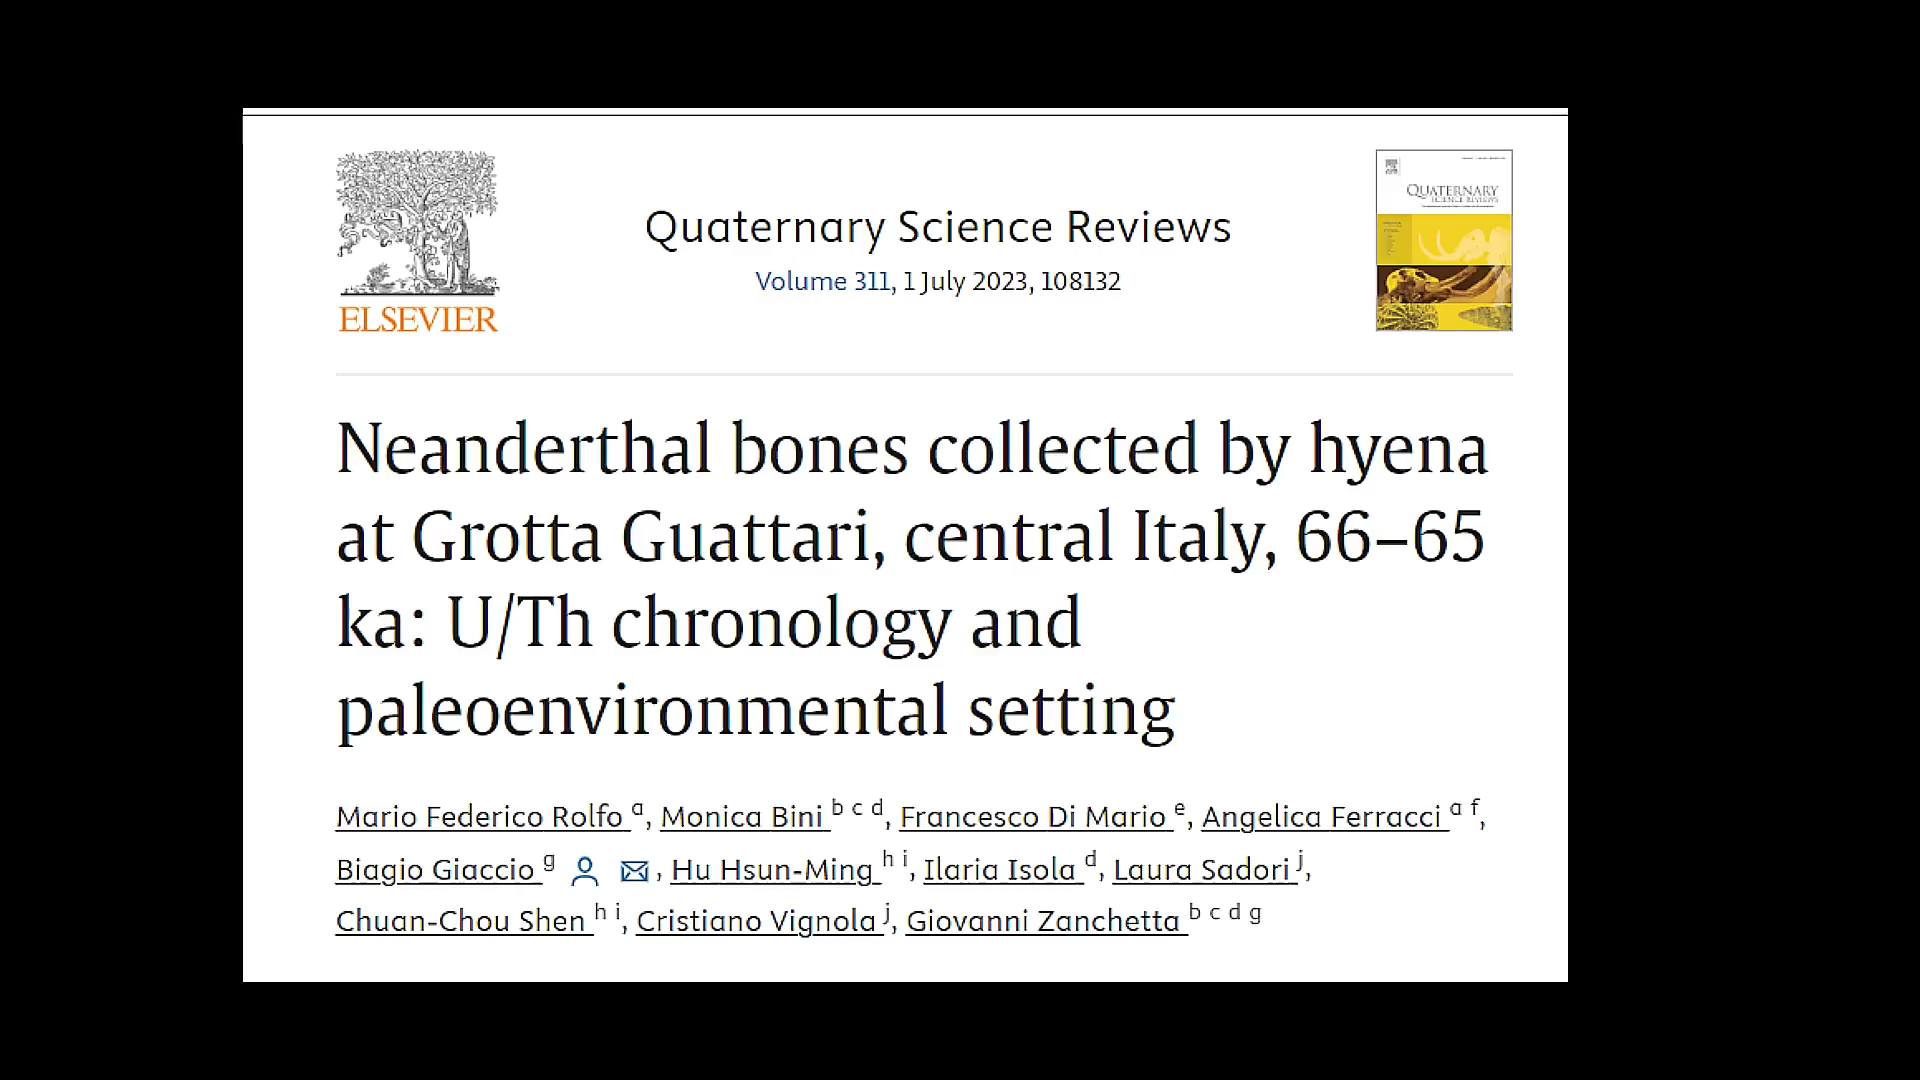 ELSEVIER
Quaternary Science Reviews
Volume 311, 1 July 2023, 108132
QUATERNARY
SCIENCE REVIEWS
Neanderthal bones collected by hyena
at Grotta Guattari, central Italy, 66–65
ka: U/Th chronology and
paleoenvironmental setting
Mario Federico Rolfo a, Monica Bini b c d, Francesco Di Mario e, Angelica Ferracci a f,
Biagio Giaccio g , Hu Hsun-Ming h i, Ilaria Isola d, Laura Sadori j,
Chuan-Chou Shen h i, Cristiano Vignola j, Giovanni Zanchetta b c d g